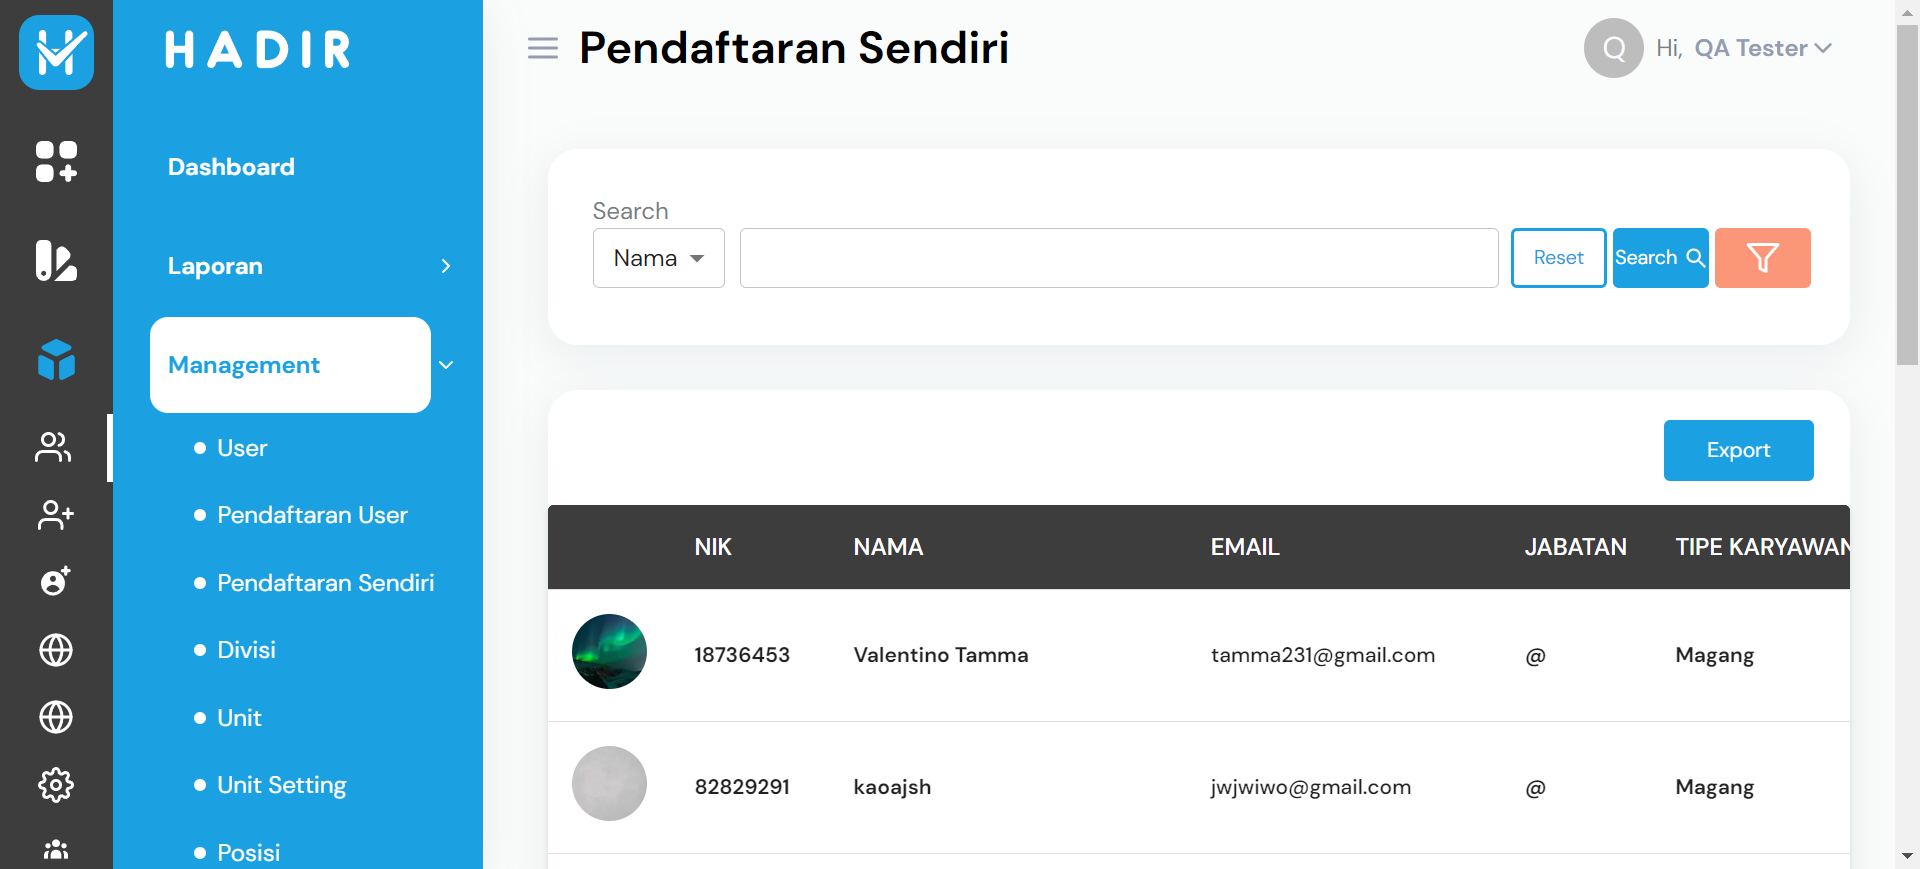 HADIR
Dashboard
Laporan
Management
User
Pendaftaran User
Pendaftaran Sendiri
Divisi
Unit
Unit Setting
Posisi
Pendaftaran Sendiri
Q
Hi, QA Tester
Search
Nama
Reset
Search
Export
NIK NAMA EMAIL JABATAN TIPE KARYAWAN
18736453 Valentino Tamma tamma231@gmail.com @ Magang
82829291 kaoajsh jwjwiwo@gmail.com @ Magang